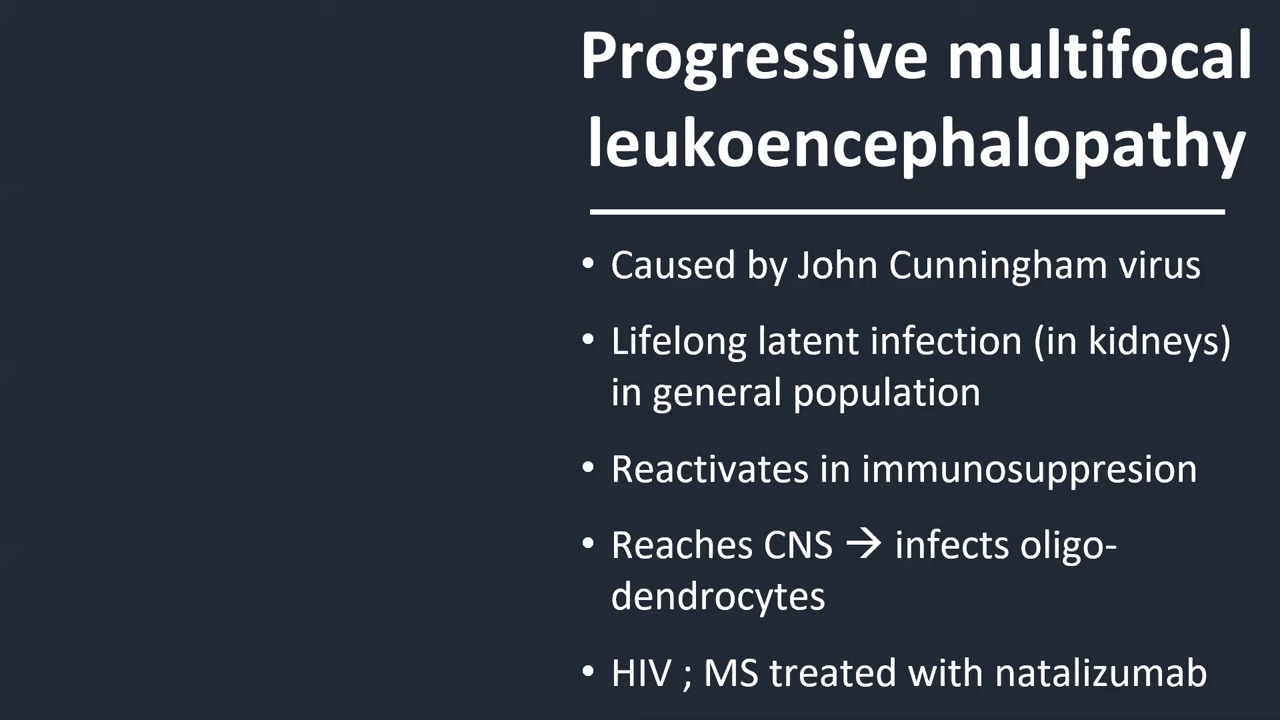 Progressive multifocal
leukoencephalopathy
• Caused by John Cunningham virus
• Lifelong latent infection (in kidneys)
in general population
• Reactivates in immunosuppresion
• Reaches CNS → infects oligo-
dendrocytes
• HIV ; MS treated with natalizumab